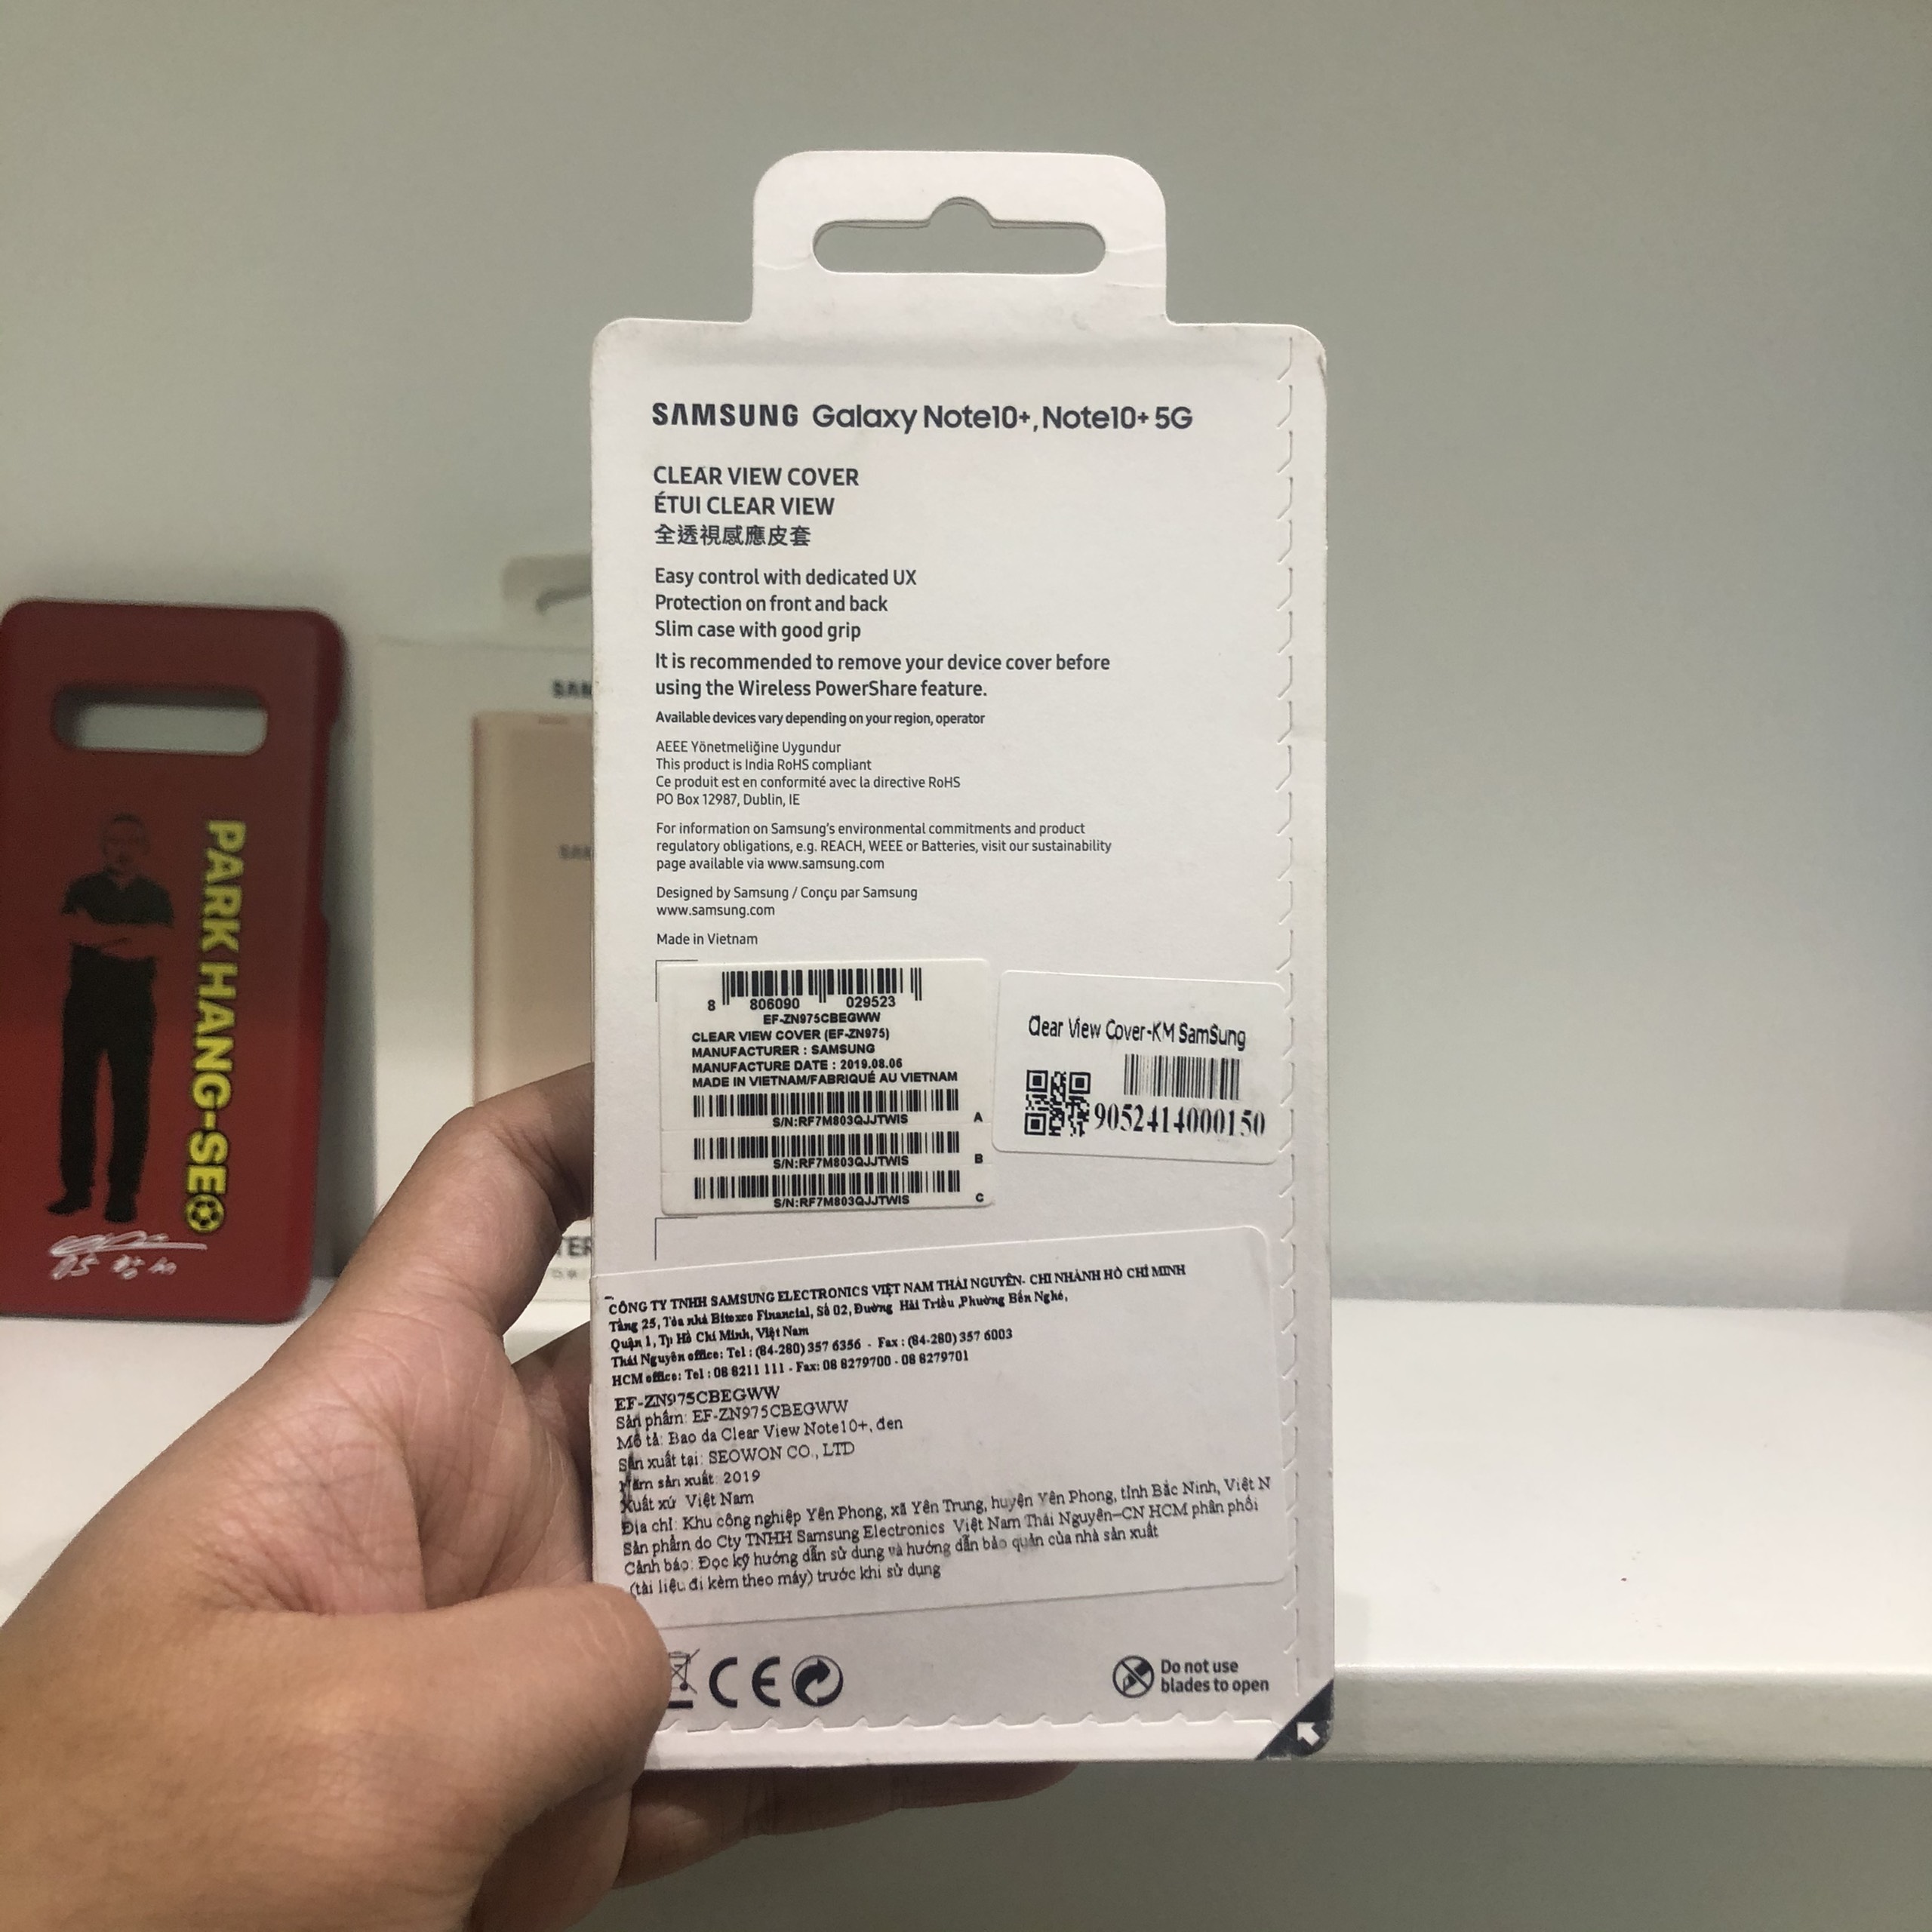 SAMSUNG Galaxy Note10+, Note10+ 5G
CLEAR VIEW COVER
ÉTUI CLEAR VIEW
全透視感應皮套
Easy control with dedicated UX
Protection on front and back
Slim case with good grip
It is recommended to remove your device cover before
using the Wireless PowerShare feature.
Available devices vary depending on your region, operator
AEEE Yönetmeliğine Uygundur
This product is India RoHS compliant
Ce produit est en conformité avec la directive RoHS
PO Box 12987, Dublin, IE
For information on Samsung's environmental commitments and product
regulatory obligations, e.g. REACH, WEEE or Batteries, visit our sustainability
page available via www.samsung.com
Designed by Samsung / Conçu par Samsung
www.samsung.com
Made in Vietnam
8 806090 029523
EF-ZN975CBEGWW
CLEAR VIEW COVER (EF-ZN975)
MANUFACTURER : SAMSUNG
MANUFACTURE DATE : 2019.08.06
MADE IN VIETNAM/FABRIQUÉ AU VIETNAM
S/N:RF7M803QJJTWIS A
S/N:RF7M803QJJTWIS B
S/N:RF7M803QJJTWIS C
Clear View Cover-KM SamSung
9052414000150
CÔNG TY TNHH SAMSUNG ELECTRONICS VIỆT NAM THÁI NGUYÊN- CHI NHÁNH HỒ CHÍ MINH
Tầng 25, Tòa nhà Bitexco Financial, Số 02, Đường Hải Triều ,Phường Bến Nghé,
Quận 1, Tp Hồ Chí Minh, Việt Nam
Thái Nguyên office: Tel : (84-280) 357 6356 - Fax : (84-280) 357 6003
HCM office: Tel : 08 8211 111 - Fax: 08 8279700 - 08 8279701
EF-ZN975CBEGWW
Sản phẩm: EF-ZN975CBEGWW
Mô tả: Bao da Clear View Note10+, đen
Sản xuất tại: SEOWON CO., LTD
Năm sản xuất: 2019
Xuất xứ Việt Nam
Địa chỉ: Khu công nghiệp Yên Phong, xã Yên Trung, huyện Yên Phong, tỉnh Bắc Ninh, Việt N
Sản phẩm do Cty TNHH Samsung Electronics Việt Nam Thái Nguyên-CN HCM phân phối
Cảnh báo: Đọc kỹ hướng dẫn sử dụng và hướng dẫn bảo quản của nhà sản xuất
(tài liệu đi kèm theo máy) trước khi sử dụng
CE
Do not use
blades to open
PARK HANG-SEO